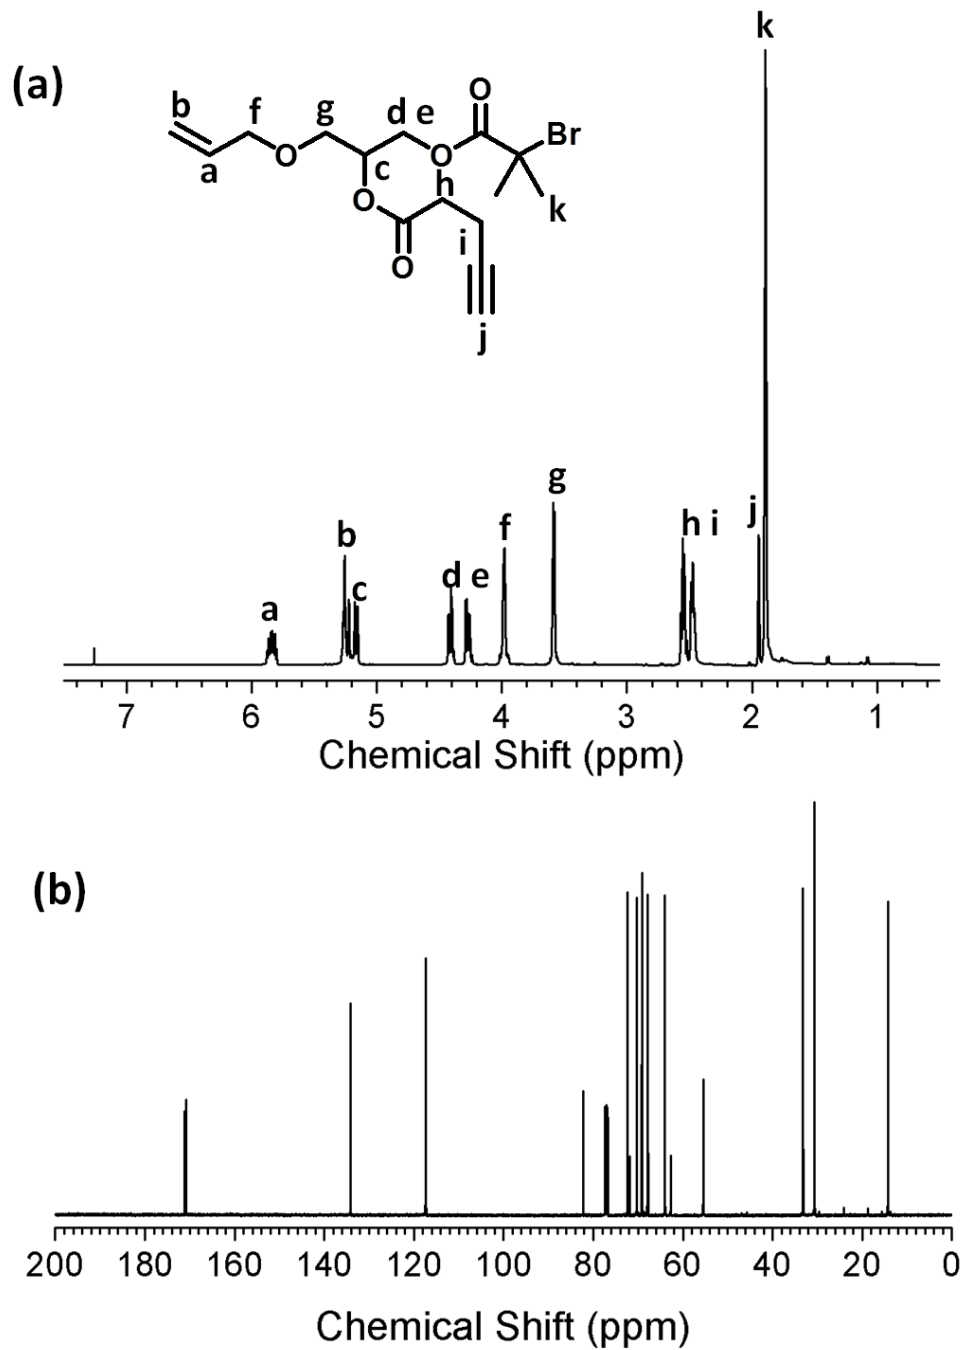 k
(a)
b f g d e O Br
a O c O h k
O
O i
j
k
g
b f j
d e h i
a c
7 6 5 4 3 2 1
Chemical Shift (ppm)
(b)
200 180 160 140 120 100 80 60 40 20 0
Chemical Shift (ppm)